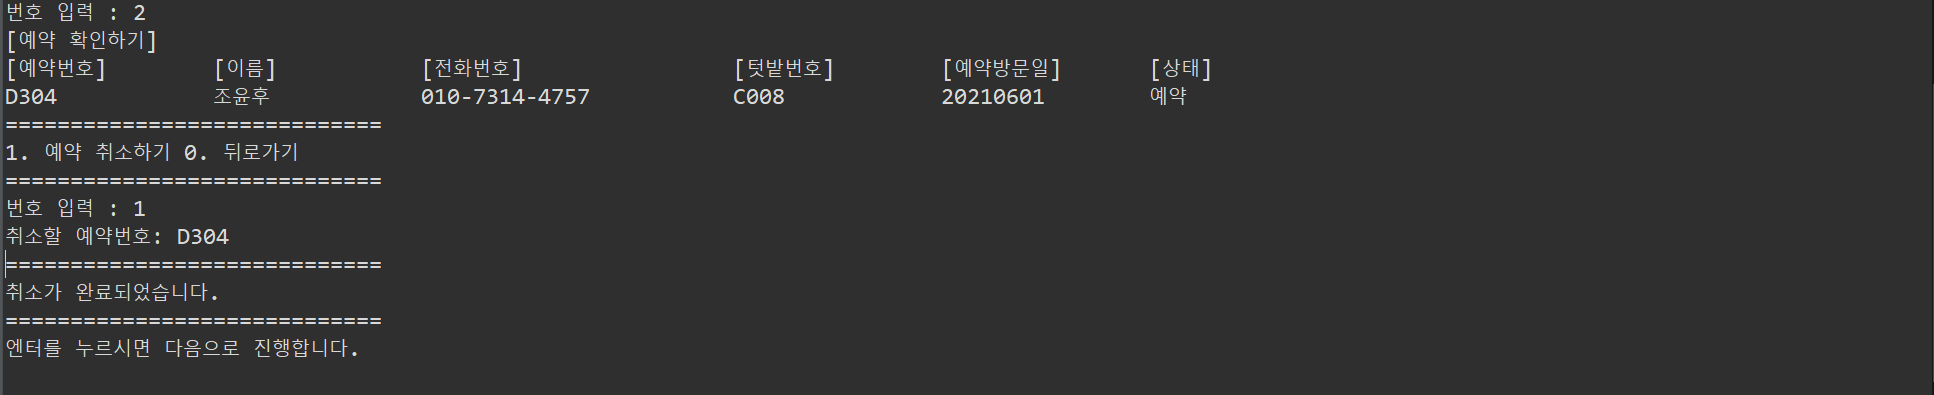 번호 입력 : 2
[예약 확인하기]
[예약번호] [이름] [전화번호] [텃밭번호] [예약방문일] [상태]
D304 조윤후 010-7314-4757 C008 20210601 예약
=============================
1. 예약 취소하기 0. 뒤로가기
=============================
번호 입력 : 1
취소할 예약번호: D304
=============================
취소가 완료되었습니다.
=============================
엔터를 누르시면 다음으로 진행합니다.